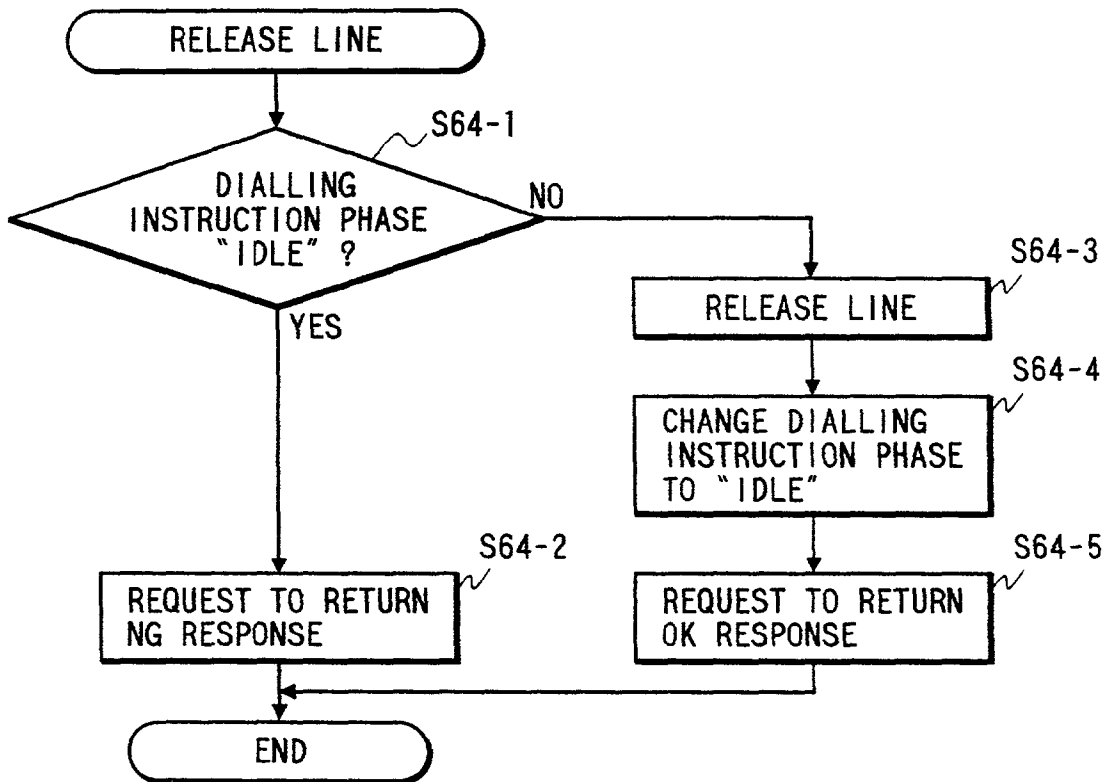 RELEASE LINE
S64-1
DIALLING
INSTRUCTION PHASE
"IDLE" ?
NO
YES
S64-3
RELEASE LINE
S64-4
CHANGE DIALLING
INSTRUCTION PHASE
TO "IDLE"
S64-2
REQUEST TO RETURN
NG RESPONSE
S64-5
REQUEST TO RETURN
OK RESPONSE
END